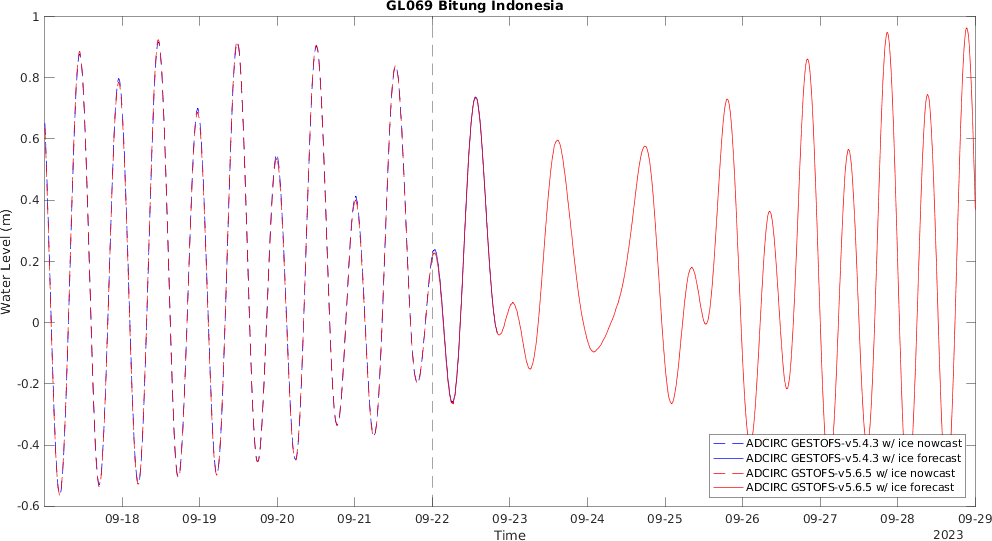 GL069 Bitung Indonesia
Water Level (m)
1
0.8
0.6
0.4
0.2
0
-0.2
-0.4
-0.6
ADCIRC GESTOFS-v5.4.3 w/ ice nowcast
ADCIRC GESTOFS-v5.4.3 w/ ice forecast
ADCIRC GSTOFS-v5.6.5 w/ ice nowcast
ADCIRC GSTOFS-v5.6.5 w/ ice forecast
09-18 09-19 09-20 09-21 09-22 09-23 09-24 09-25 09-26 09-27 09-28 09-29
Time
2023